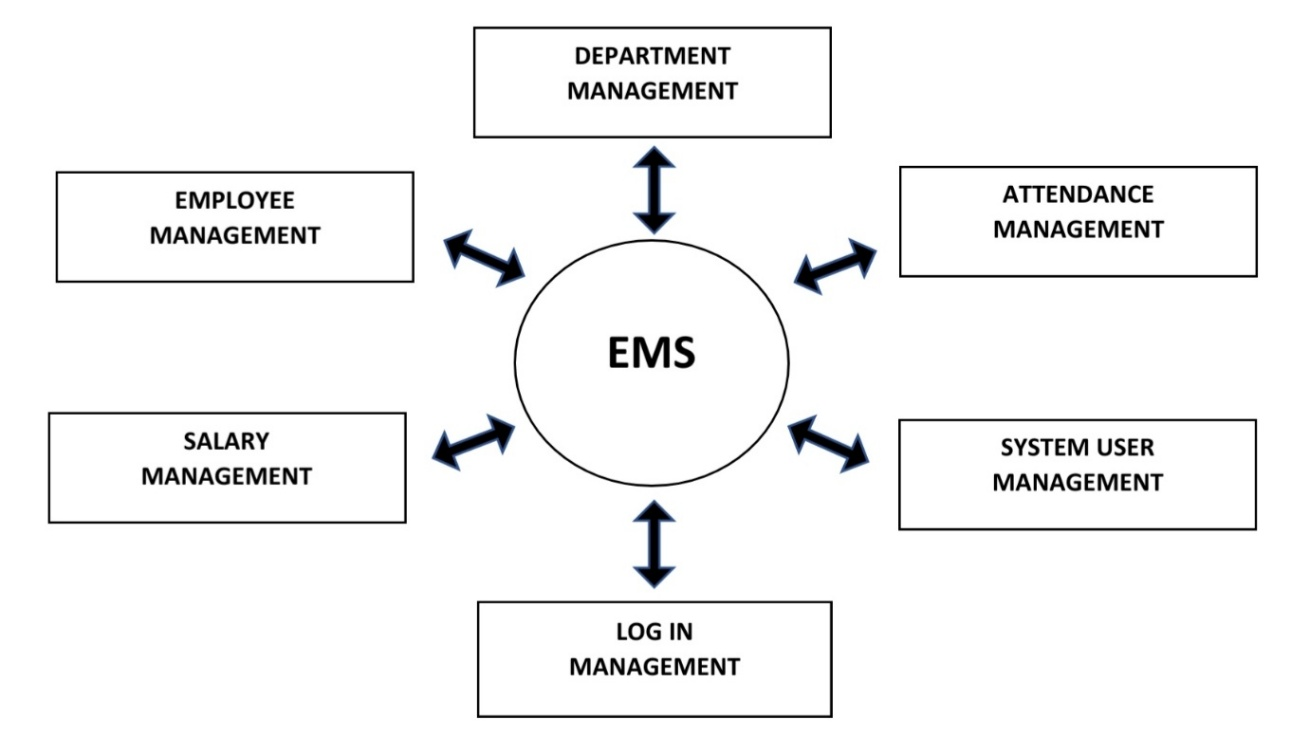 DEPARTMENT
MANAGEMENT
EMPLOYEE
MANAGEMENT
ATTENDANCE
MANAGEMENT
EMS
SALARY
MANAGEMENT
SYSTEM USER
MANAGEMENT
LOG IN
MANAGEMENT